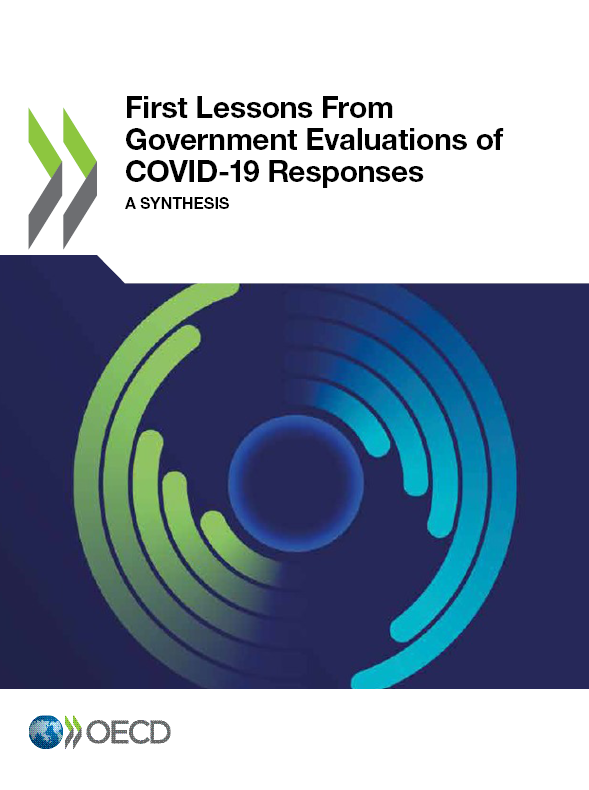 First Lessons From
Government Evaluations of
COVID-19 Responses
A SYNTHESIS
OECD